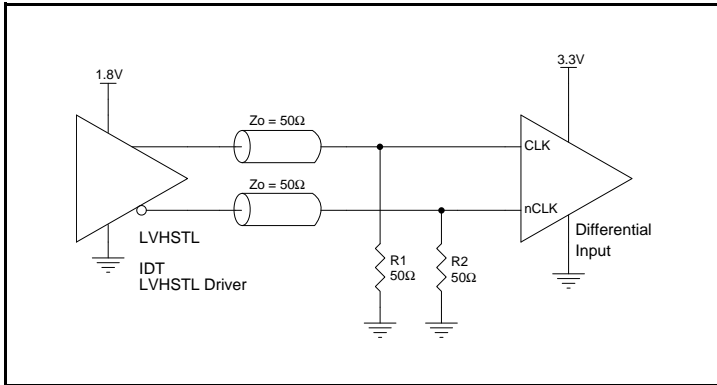 1.8V
3.3V
Zo = 50Ω
CLK
Zo = 50Ω
nCLK
LVHSTL
IDT
LVHSTL Driver
R1
50Ω
R2
50Ω
Differential
Input